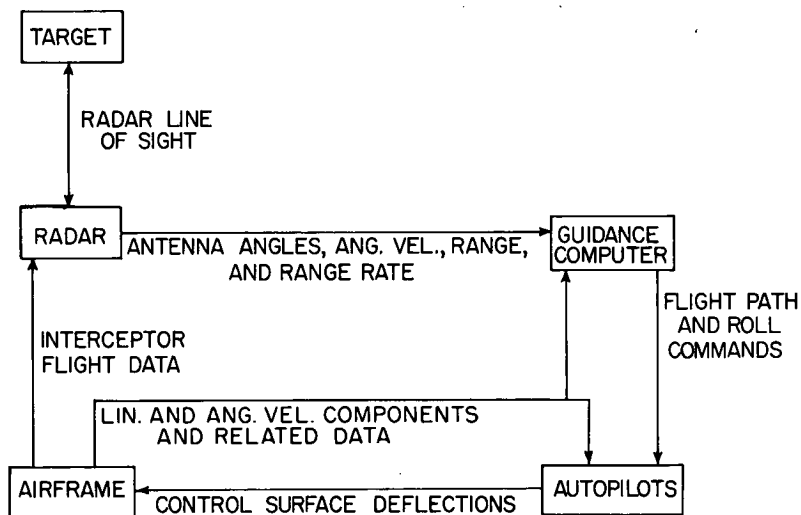 TARGET
RADAR LINE
OF SIGHT
RADAR
ANTENNA ANGLES, ANG. VEL., RANGE,
AND RANGE RATE
GUIDANCE
COMPUTER
INTERCEPTOR
FLIGHT DATA
FLIGHT PATH
AND ROLL
COMMANDS
LIN. AND ANG. VEL. COMPONENTS
AND RELATED DATA
AIRFRAME
CONTROL SURFACE DEFLECTIONS
AUTOPILOTS